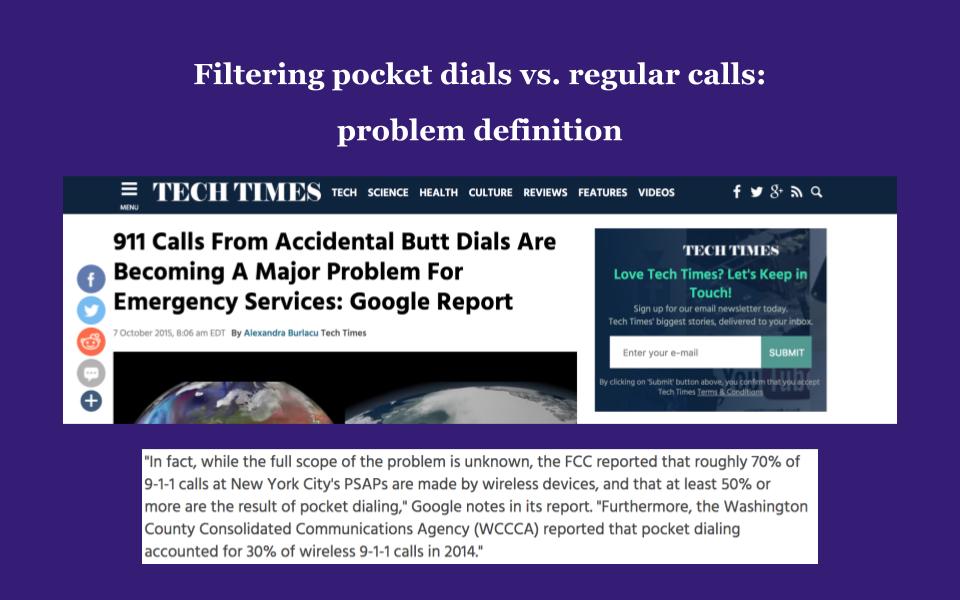 Filtering pocket dials vs. regular calls:
problem definition
MENU
TECH TIMES TECH SCIENCE HEALTH CULTURE REVIEWS FEATURES VIDEOS
911 Calls From Accidental Butt Dials Are
Becoming A Major Problem For
Emergency Services: Google Report
7 October 2015, 8:06 am EDT By Alexandra Burlacu Tech Times
TECH TIMES
Love Tech Times? Let's Keep in
Touch!
Sign up for our email newsletter today.
Tech Times' biggest stories, delivered to your inbox.
Enter your e-mail SUBMIT
By clicking on 'Submit' button above, you confirm that you accept
Tech Times Terms & Conditions
"In fact, while the full scope of the problem is unknown, the FCC reported that roughly 70% of
9-1-1 calls at New York City's PSAPs are made by wireless devices, and that at least 50% or
more are the result of pocket dialing," Google notes in its report. "Furthermore, the Washington
County Consolidated Communications Agency (WCCCA) reported that pocket dialing
accounted for 30% of wireless 9-1-1 calls in 2014."